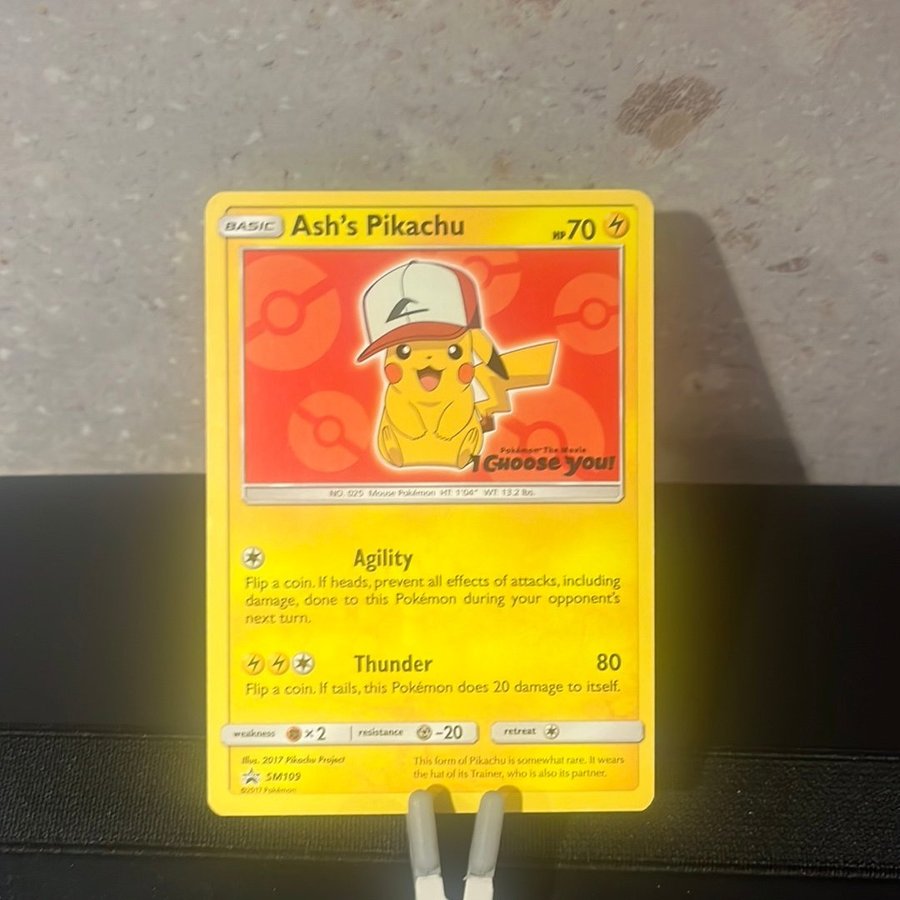 BASIC Ash's Pikachu HP 70
Pokémon The Movie
I Choose You!
NO. 025 Mouse Pokémon HT: 1'04" WT: 13.2 lbs.
Agility
Flip a coin. If heads, prevent all effects of attacks, including
damage, done to this Pokémon during your opponent's
next turn.
Thunder 80
Flip a coin. If tails, this Pokémon does 20 damage to itself.
weakness ×2 resistance -20 retreat
Illus. 2017 Pikachu Project
SM109
©2017 Pokémon
This form of Pikachu is somewhat rare. It wears
the hat of its Trainer, who is also its partner.